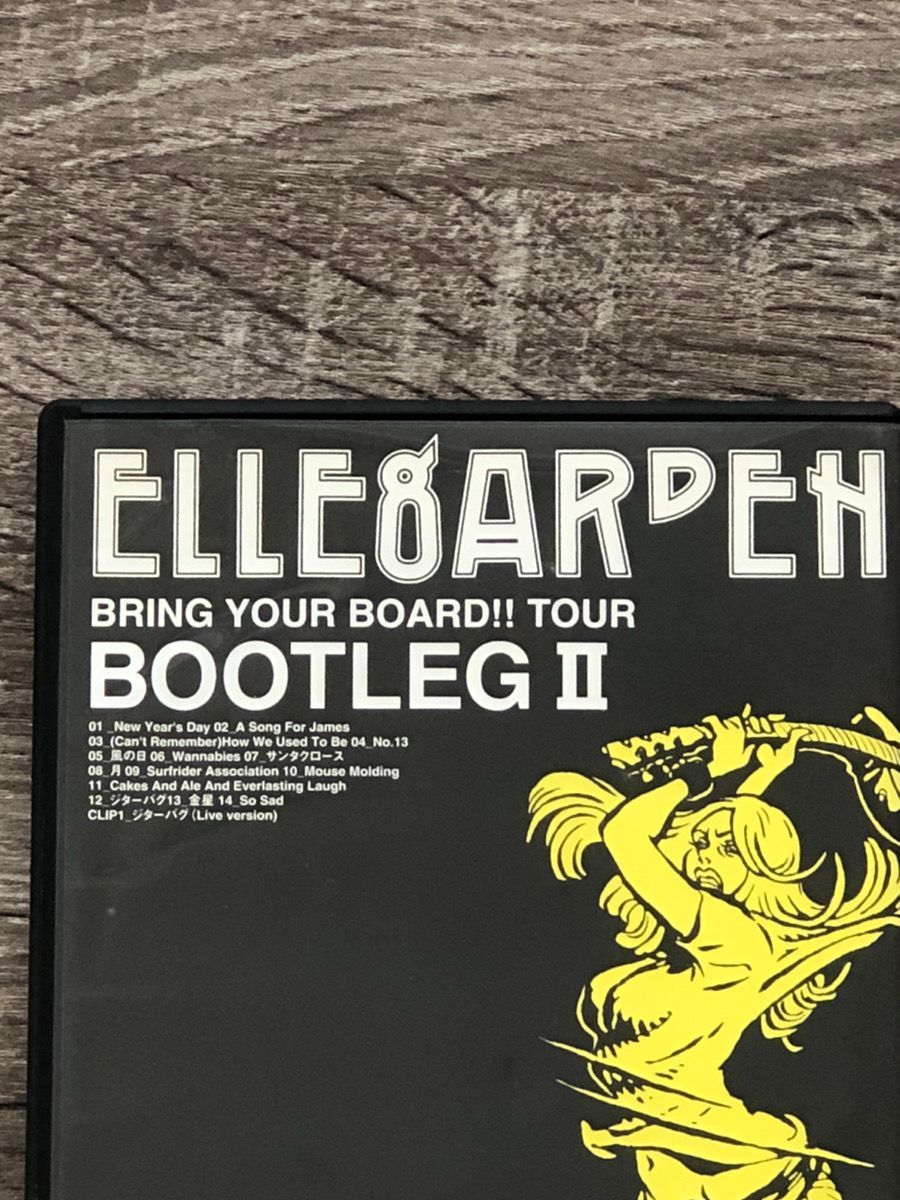 ELLEGARDEN
BRING YOUR BOARD!! TOUR
BOOTLEG II
01_New Year's Day 02_A Song For James
03_(Can't Remember)How We Used To Be 04_No.13
05_風の日 06_Wannabies 07_サンタクロース
08_月 09_Surfrider Association 10_Mouse Molding
11_Cakes And Ale And Everlasting Laugh
12_ジターバグ13_金星 14_So Sad
CLIP1_ジターバグ(Live version)